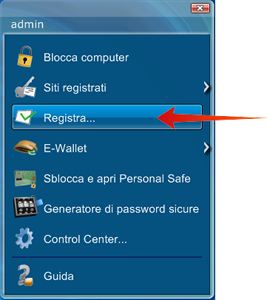 admin
Blocca computer
Siti registrati
Registra...
E-Wallet
Sblocca e apri Personal Safe
Generatore di password sicure
Control Center...
Guida